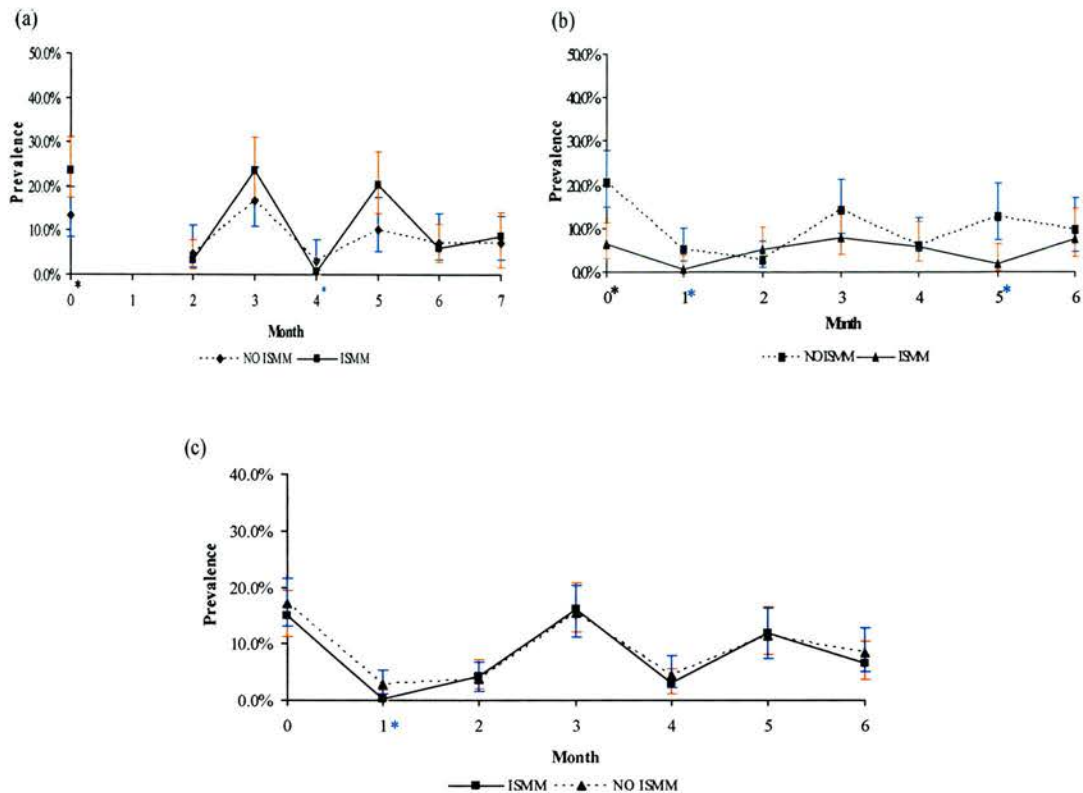 (a)
50.0%
40.0%
30.0%
20.0%
10.0%
0.0%
Prevalence
0* 1 2 3 4* 5 6 7
Month
NO ISMM ISMM
(b)
50.0%
40.0%
30.0%
20.0%
10.0%
0.0%
Prevalence
0* 1* 2 3 4 5* 6
Month
NO ISMM ISMM
(c)
40.0%
30.0%
20.0%
10.0%
0.0%
Prevalence
0 1* 2 3 4 5 6
Month
ISMM NO ISMM